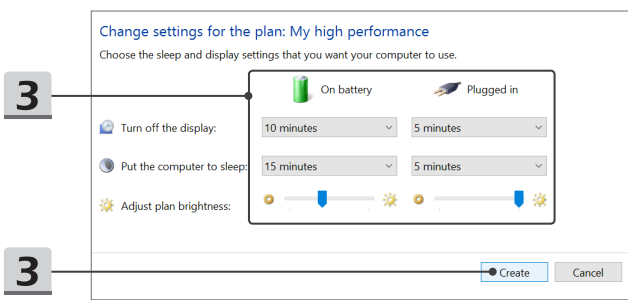 Change settings for the plan: My high performance
Choose the sleep and display settings that you want your computer to use.
3
On battery Plugged in
Turn off the display: 10 minutes 5 minutes
Put the computer to sleep: 15 minutes 5 minutes
Adjust plan brightness:
3
Create Cancel